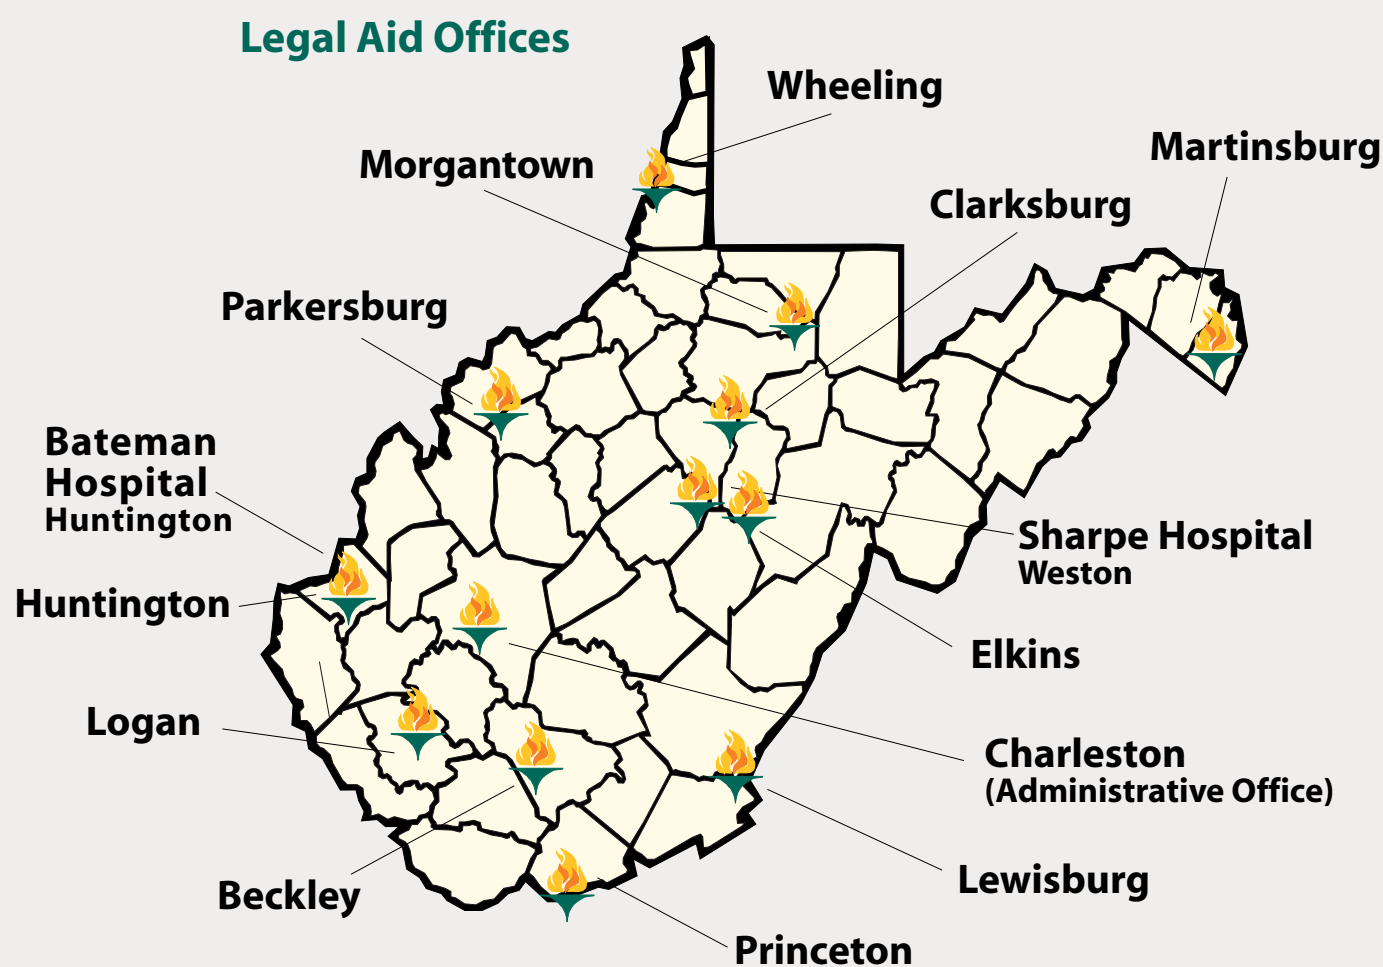 Legal Aid Offices
Wheeling
Martinsburg
Morgantown
Clarksburg
Parkersburg
Bateman
Hospital
Huntington
Sharpe Hospital
Weston
Huntington
Elkins
Logan
Charleston
(Administrative Office)
Lewisburg
Beckley
Princeton